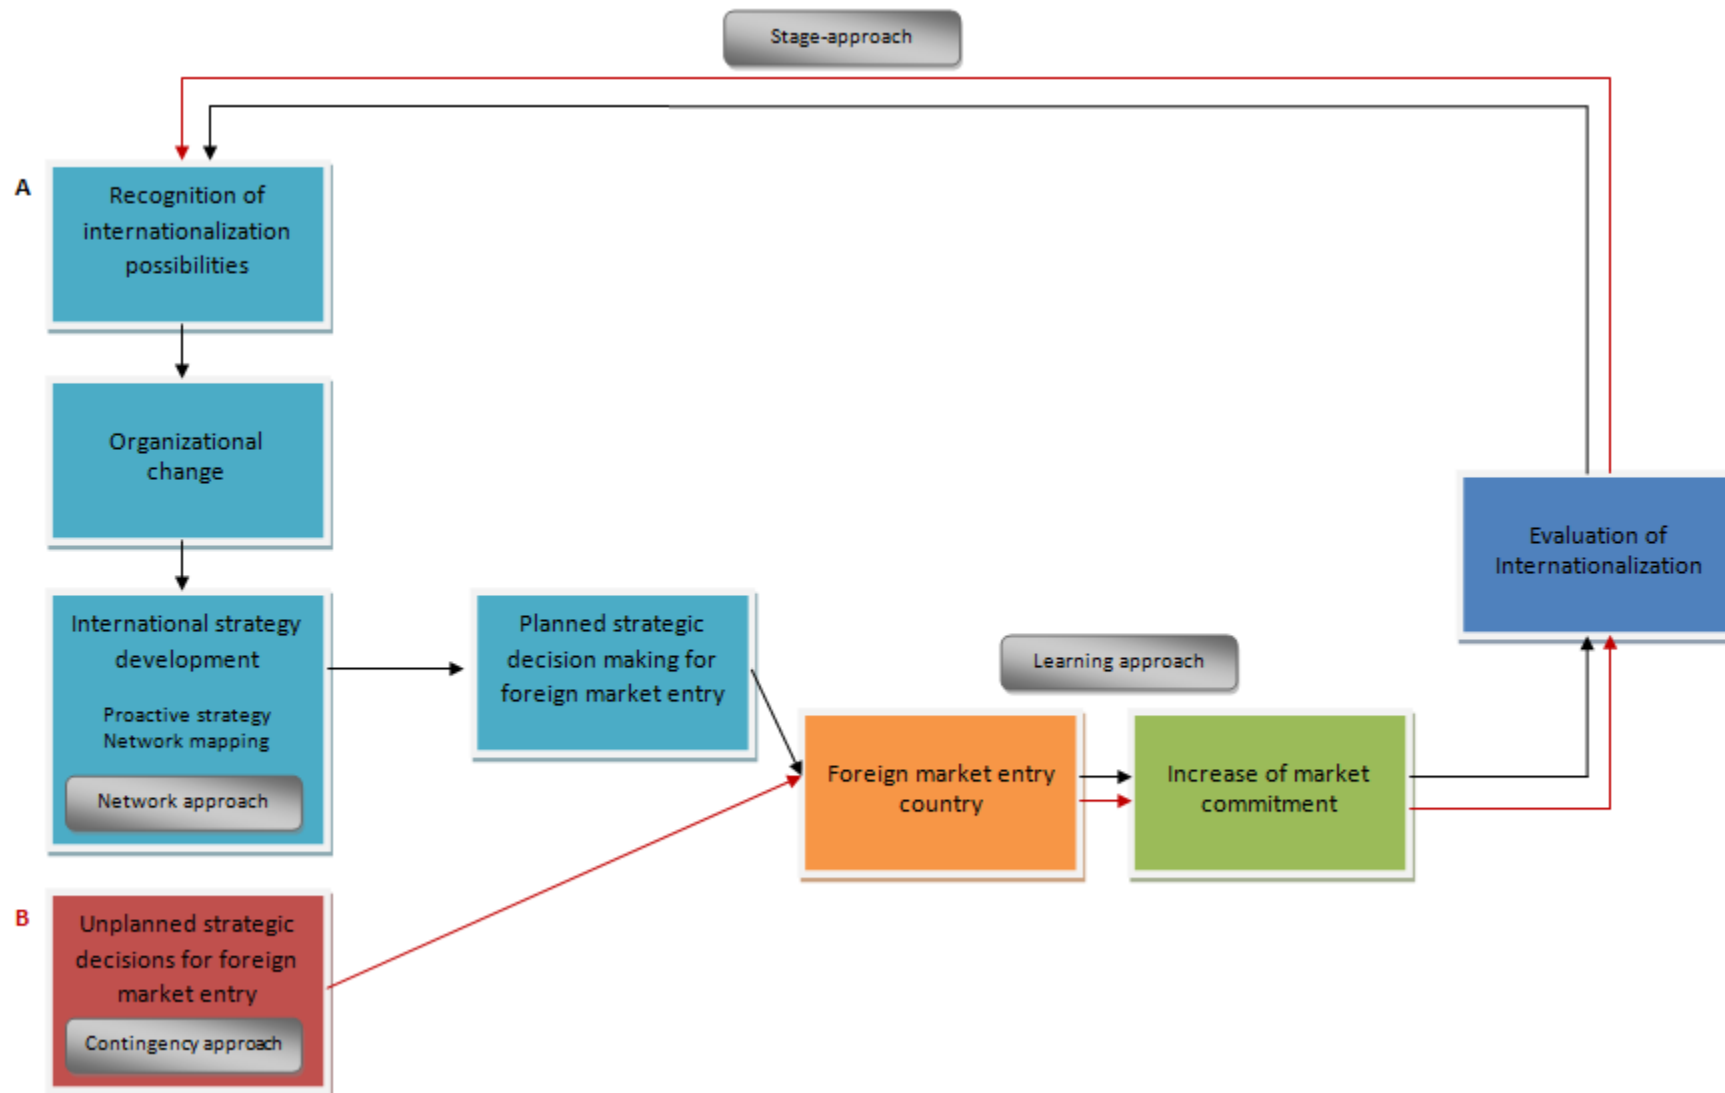 Stage-approach
A
Recognition of
internationalization
possibilities
Organizational
change
International strategy
development
Proactive strategy
Network mapping
Network approach
Planned strategic
decision making for
foreign market entry
Learning approach
Foreign market entry
country
Increase of market
commitment
Evaluation of
Internationalization
B
Unplanned strategic
decisions for foreign
market entry
Contingency approach